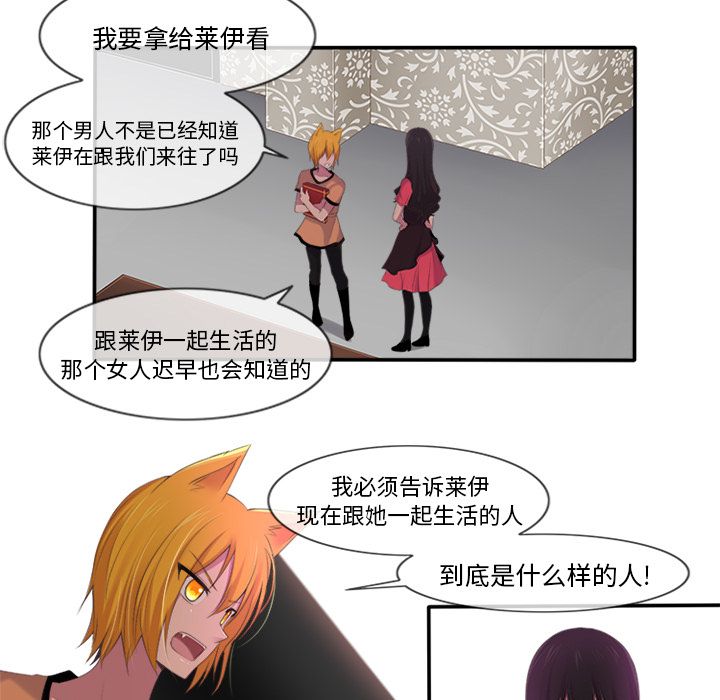 我要拿给莱伊看
那个男人不是已经知道
莱伊在跟我们来往了吗
跟莱伊一起生活的
那个女人迟早也会知道的
我必须告诉莱伊
现在跟她一起生活的人
到底是什么样的人!